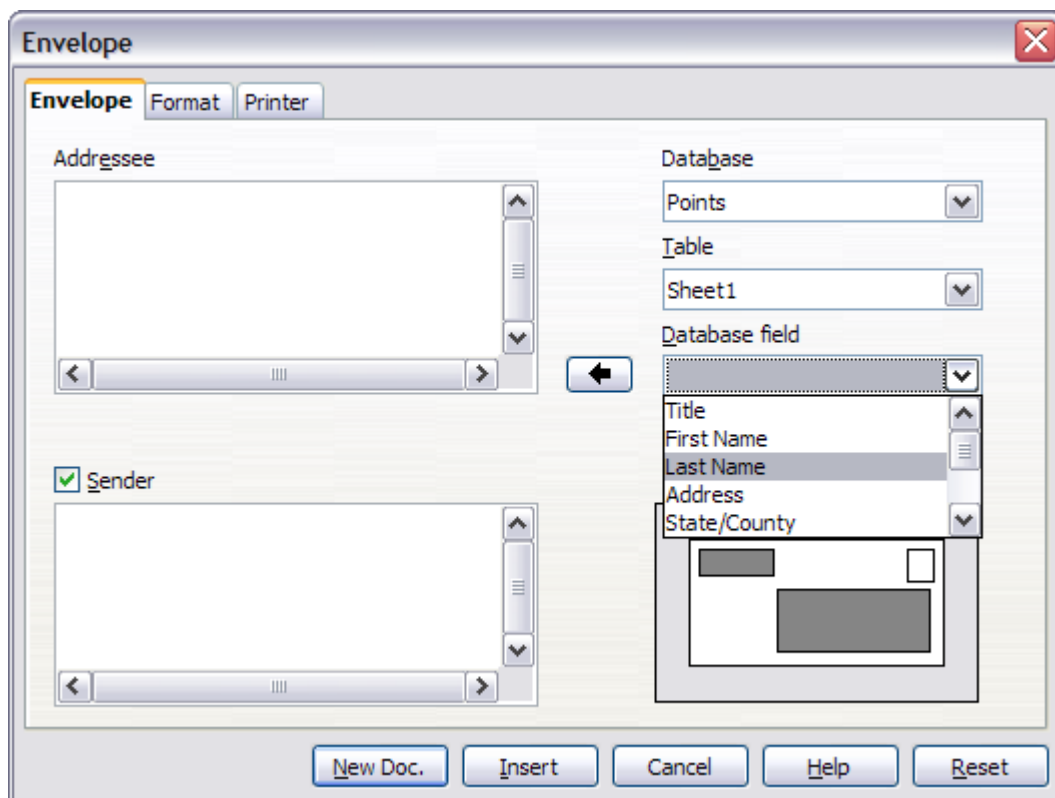 Envelope
Envelope Format Printer
Addressee
Database
Points
Table
Sheet1
Database field
Title
First Name
Last Name
Address
State/County
Sender
New Doc. Insert Cancel Help Reset